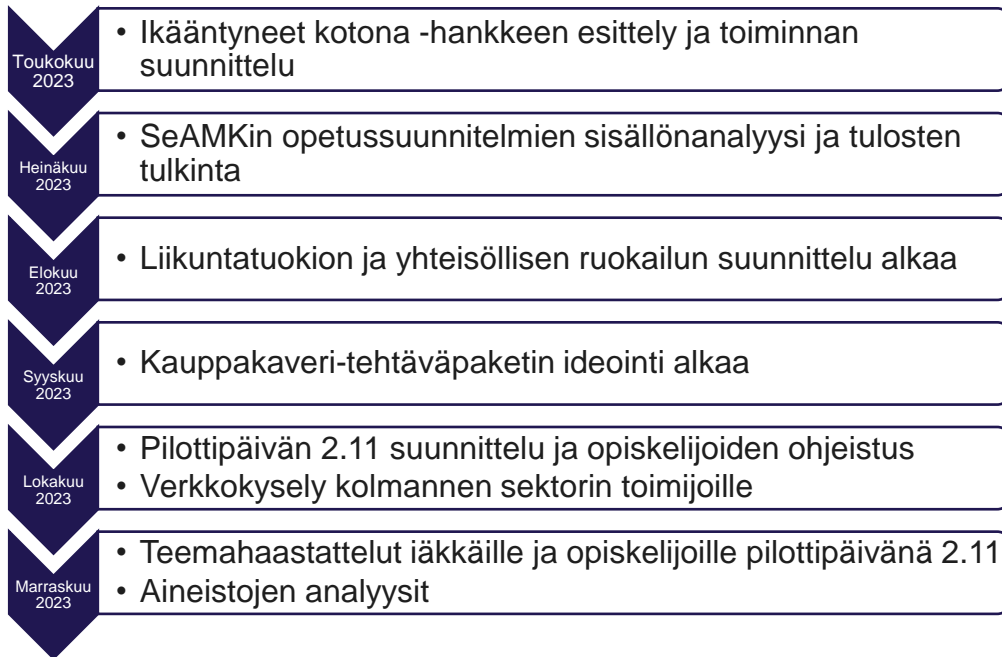 Toukokuu
2023
• Ikääntyneet kotona -hankkeen esittely ja toiminnan
suunnittelu
Heinäkuu
2023
• SeAMKin opetussuunnitelmien sisällönanalyysi ja tulosten
tulkinta
Elokuu
2023
• Liikuntatuokion ja yhteisöllisen ruokailun suunnittelu alkaa
Syyskuu
2023
• Kauppakaveri-tehtäväpaketin ideointi alkaa
Lokakuu
2023
• Pilottipäivän 2.11 suunnittelu ja opiskelijoiden ohjeistus
• Verkkokysely kolmannen sektorin toimijoille
Marraskuu
2023
• Teemahaastattelut iäkkäille ja opiskelijoille pilottipäivänä 2.11
• Aineistojen analyysit